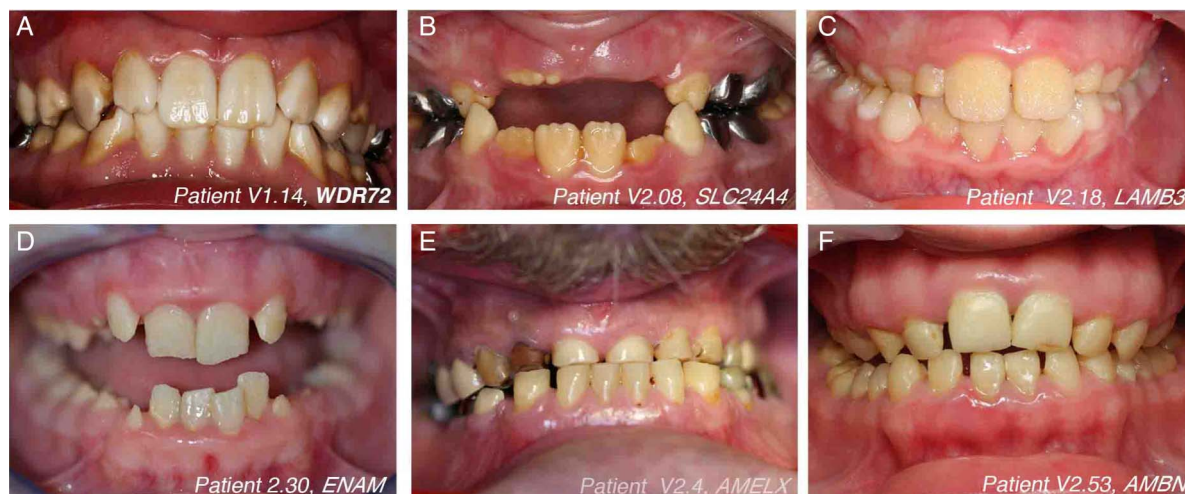 A
Patient V1.14, WDR72
B
Patient V2.08, SLC24A4
C
Patient V2.18, LAMB3
D
Patient 2.30, ENAM
E
Patient V2.4, AMELX
F
Patient V2.53, AMBN